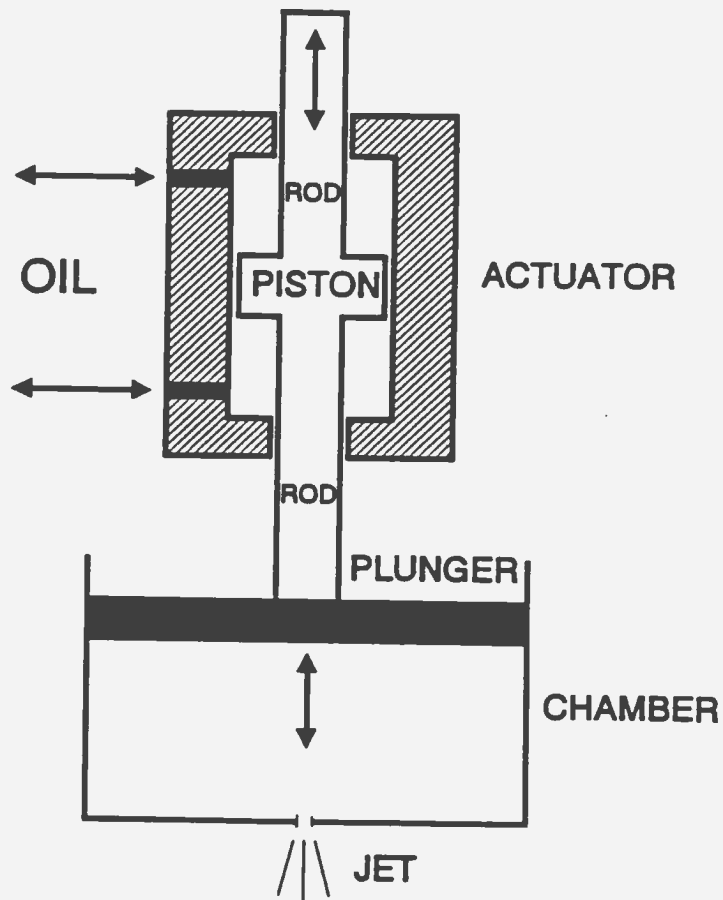 ROD
OIL
PISTON
ACTUATOR
ROD
PLUNGER
CHAMBER
JET